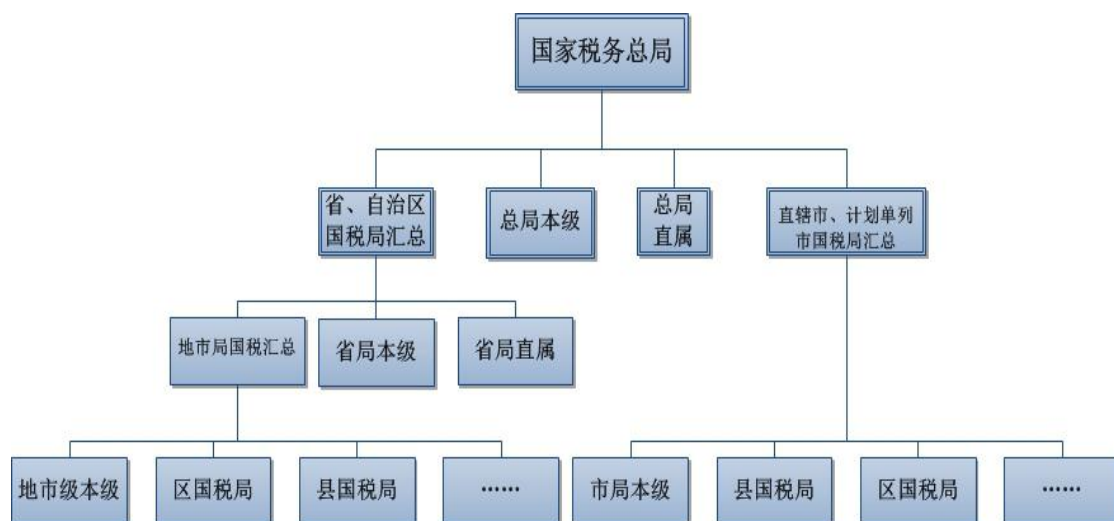 国家税务总局
省、自治区
国税局汇总
总局本级
总局
直属
直辖市、计划单列
市国税局汇总
地市局国税汇总
省局本级
省局直属
地市级本级
区国税局
县国税局
……
市局本级
县国税局
区国税局
……